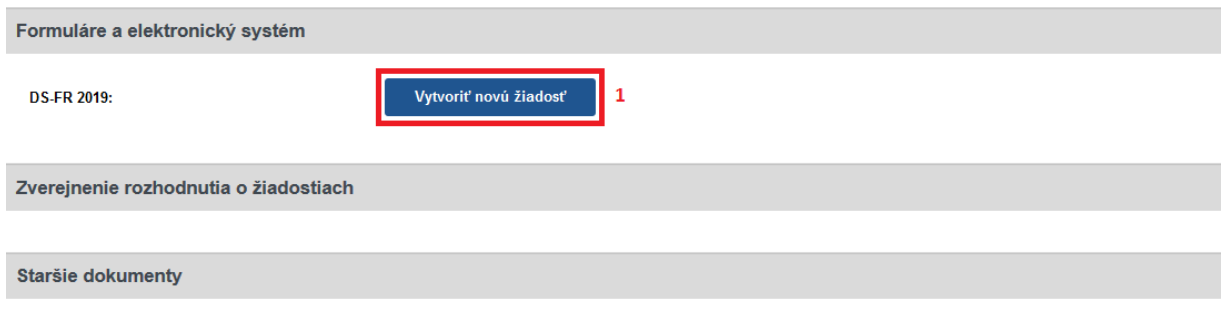 Formuláre a elektronický systém
DS-FR 2019: Vytvoriť novú žiadosť 1
Zverejnenie rozhodnutia o žiadostiach
Staršie dokumenty